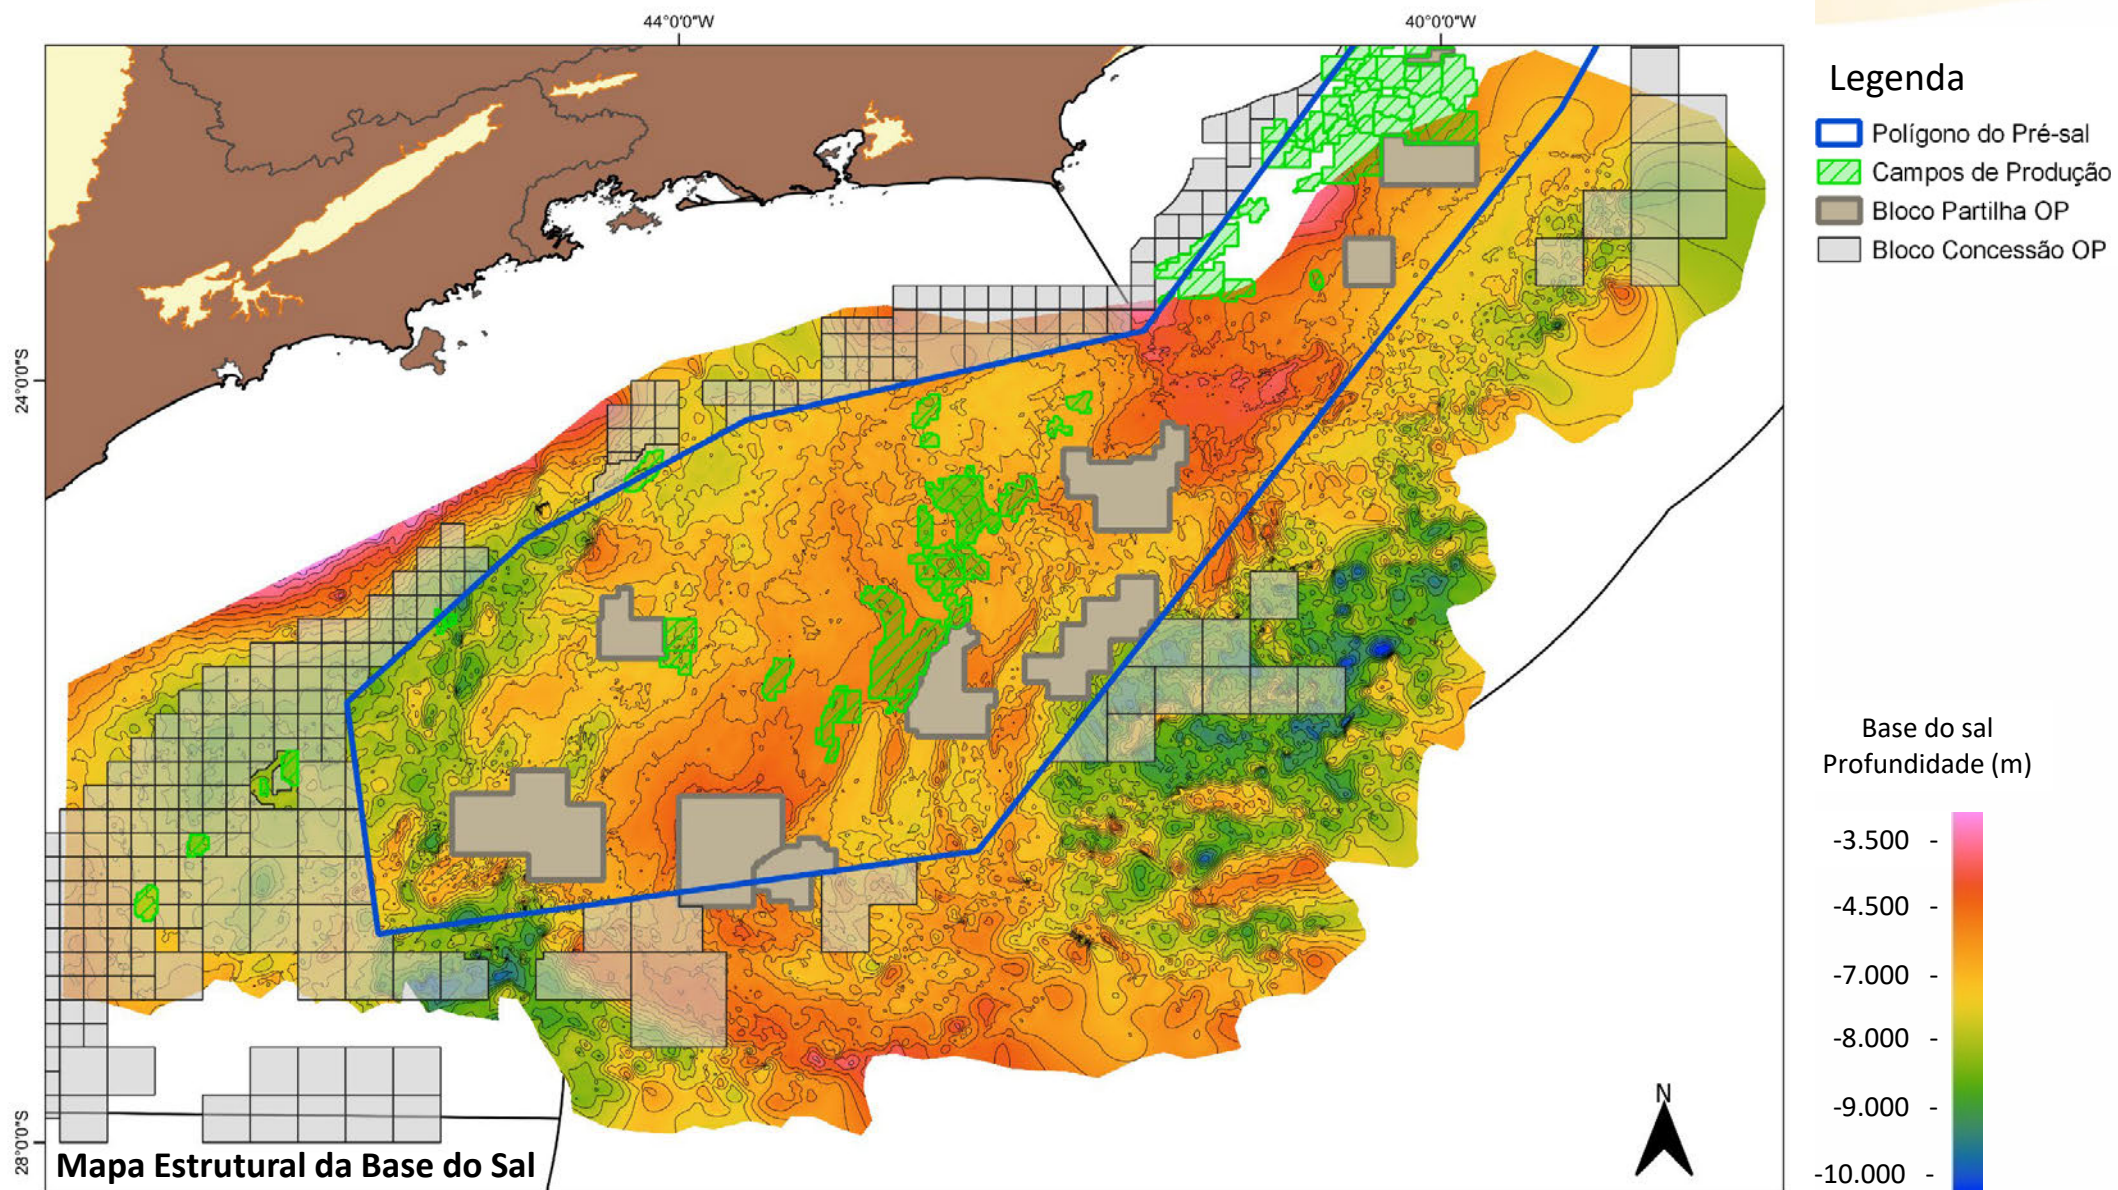 44°0'0"W
40°0'0"W
24°0'0"S
28°0'0"S
Legenda
Polígono do Pré-sal
Campos de Produção
Bloco Partilha OP
Bloco Concessão OP
Base do sal
Profundidade (m)
-3.500 -
-4.500 -
-7.000 -
-8.000 -
-9.000 -
-10.000 -
N
Mapa Estrutural da Base do Sal